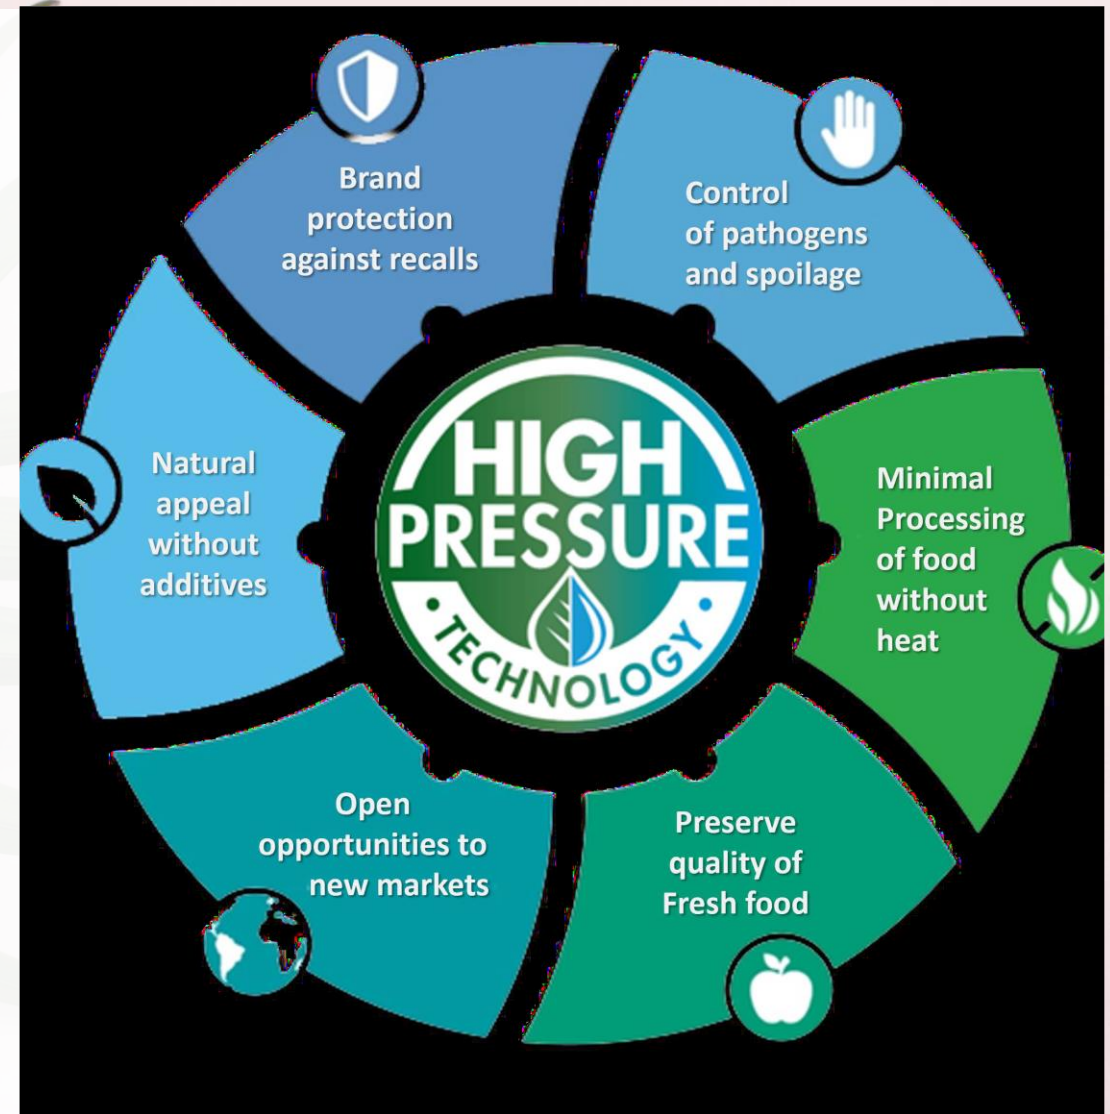 Brand
protection
against recalls
Control
of pathogens
and spoilage
Natural
appeal
without
additives
HIGH
PRESSURE
• TECHNOLOGY •
Minimal
Processing
of food
without
heat
Open
opportunities to
new markets
Preserve
quality of
Fresh food